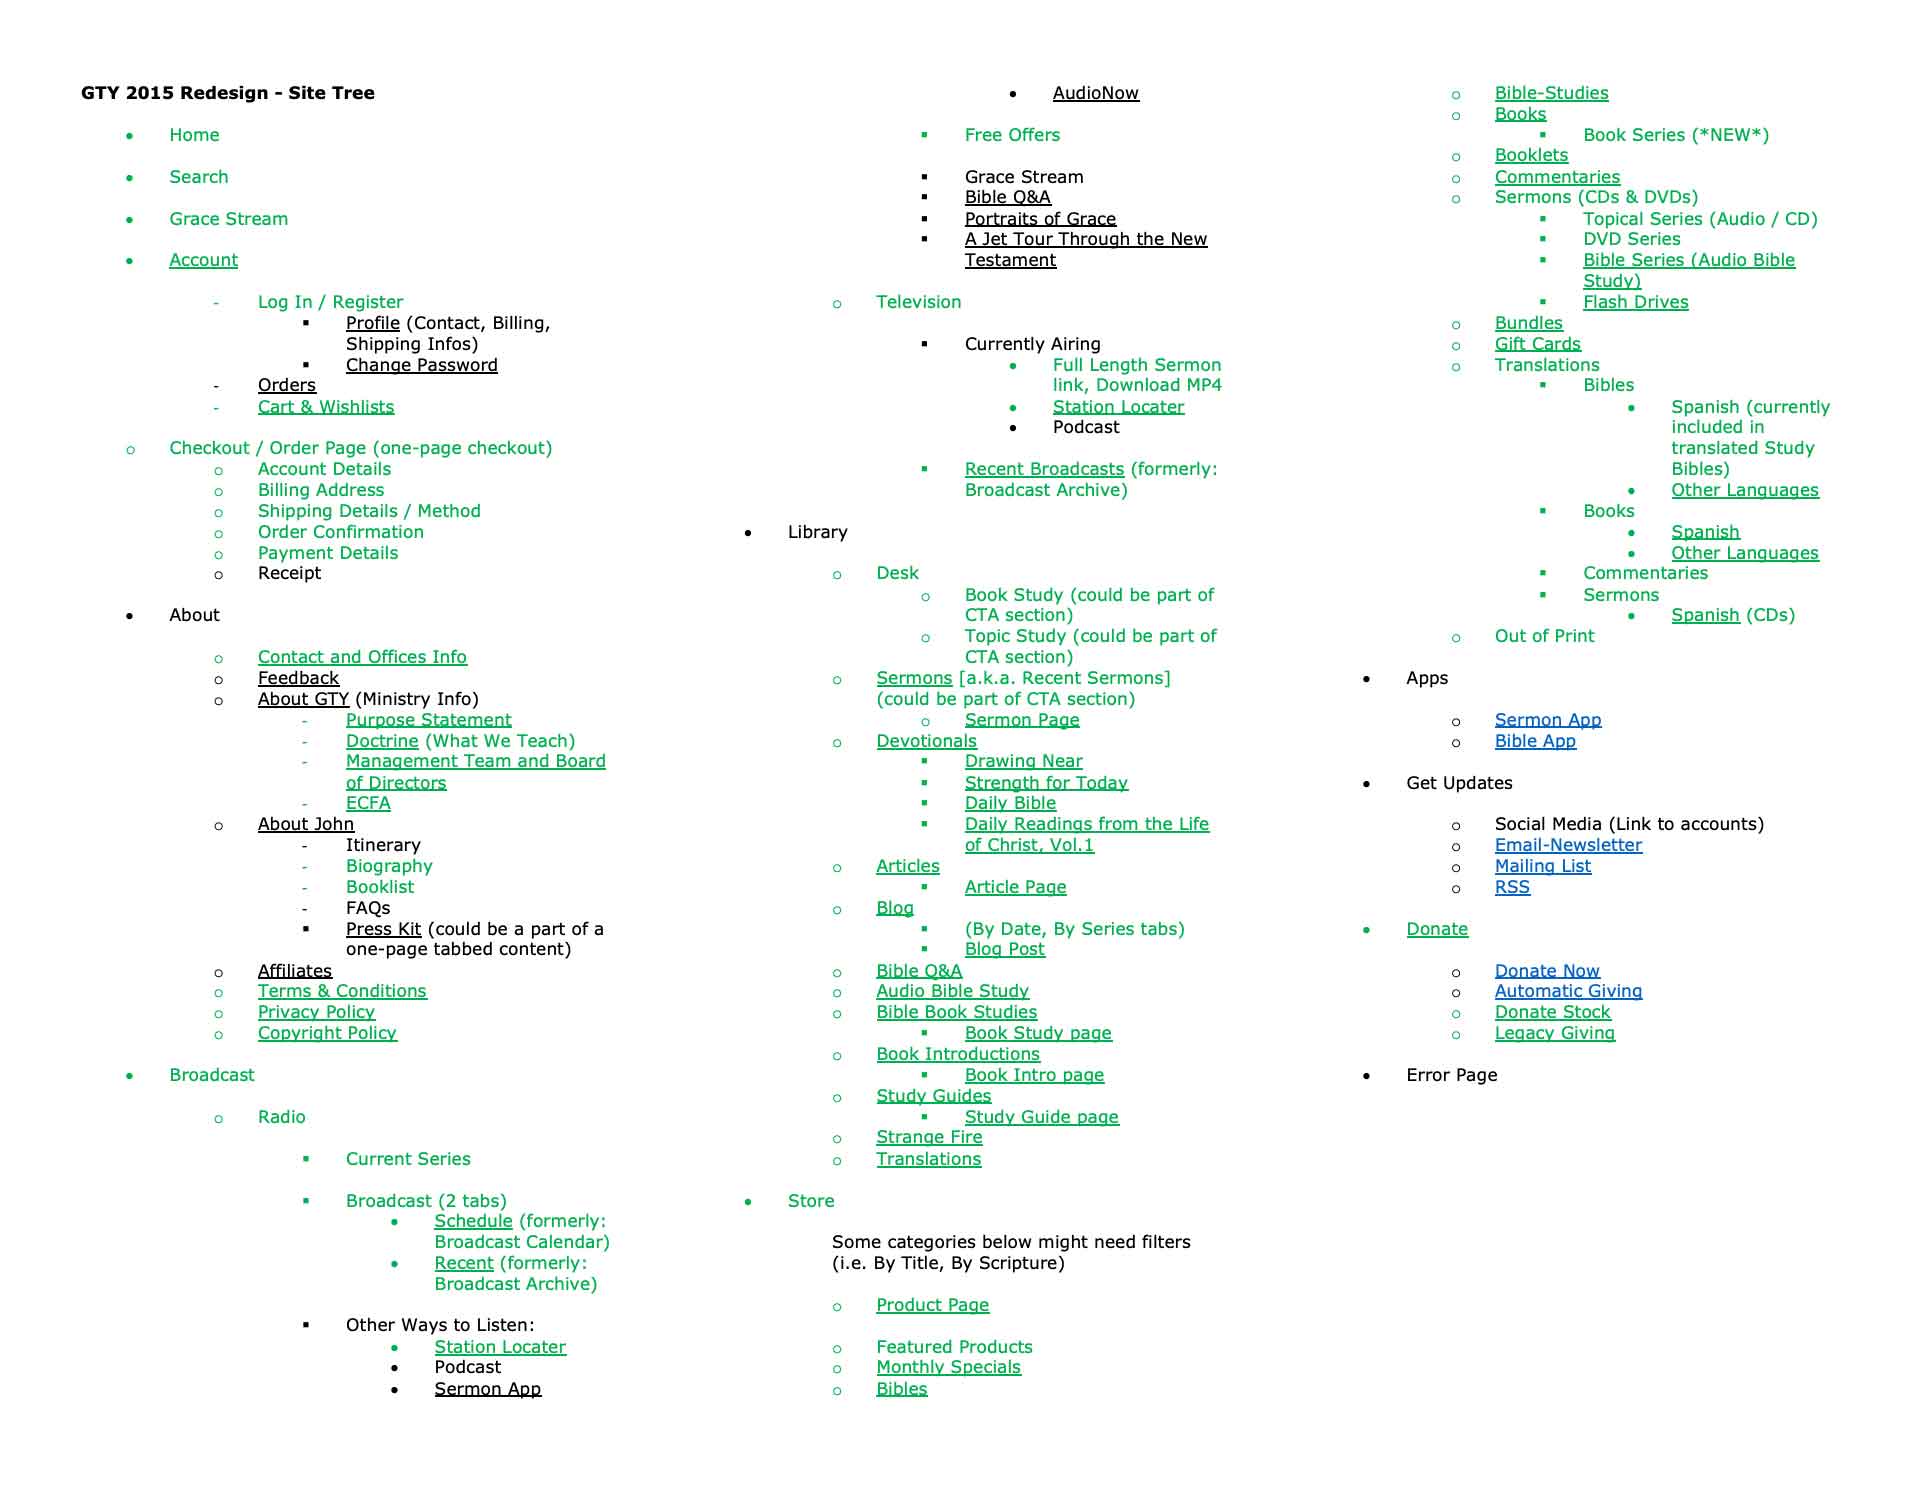 GTY 2015 Redesign - Site Tree
Home
Search
Grace Stream
Account
Log In / Register
Profile (Contact, Billing,
Shipping Infos)
Change Password
Orders
Cart & Wishlists
Checkout / Order Page (one-page checkout)
Account Details
Billing Address
Shipping Details / Method
Order Confirmation
Payment Details
Receipt
About
Contact and Offices Info
Feedback
About GTY (Ministry Info)
Purpose Statement
Doctrine (What We Teach)
Management Team and Board
of Directors
ECFA
About John
Itinerary
Biography
Booklist
FAQs
Press Kit (could be a part of a
one-page tabbed content)
Affiliates
Terms & Conditions
Privacy Policy
Copyright Policy
Broadcast
Radio
Current Series
Broadcast (2 tabs)
Schedule (formerly:
Broadcast Calendar)
Recent (formerly:
Broadcast Archive)
Other Ways to Listen:
Station Locater
Podcast
Sermon App
AudioNow
Free Offers
Grace Stream
Bible Q&A
Portraits of Grace
A Jet Tour Through the New
Testament
Television
Currently Airing
Full Length Sermon
link, Download MP4
Station Locater
Podcast
Recent Broadcasts (formerly:
Broadcast Archive)
Library
Desk
Book Study (could be part of
CTA section)
Topic Study (could be part of
CTA section)
Sermons [a.k.a. Recent Sermons]
(could be part of CTA section)
Sermon Page
Devotionals
Drawing Near
Strength for Today
Daily Bible
Daily Readings from the Life
of Christ, Vol.1
Articles
Article Page
Blog
(By Date, By Series tabs)
Blog Post
Bible Q&A
Audio Bible Study
Bible Book Studies
Book Study page
Book Introductions
Book Intro page
Study Guides
Study Guide page
Strange Fire
Translations
Store
Some categories below might need filters
(i.e. By Title, By Scripture)
Product Page
Featured Products
Monthly Specials
Bibles
Bible-Studies
Books
Book Series (*NEW*)
Booklets
Commentaries
Sermons (CDs & DVDs)
Topical Series (Audio / CD)
DVD Series
Bible Series (Audio Bible
Study)
Flash Drives
Bundles
Gift Cards
Translations
Bibles
Spanish (currently
included in
translated Study
Bibles)
Other Languages
Books
Spanish
Other Languages
Commentaries
Sermons
Spanish (CDs)
Out of Print
Apps
Sermon App
Bible App
Get Updates
Social Media (Link to accounts)
Email-Newsletter
Mailing List
RSS
Donate
Donate Now
Automatic Giving
Donate Stock
Legacy Giving
Error Page